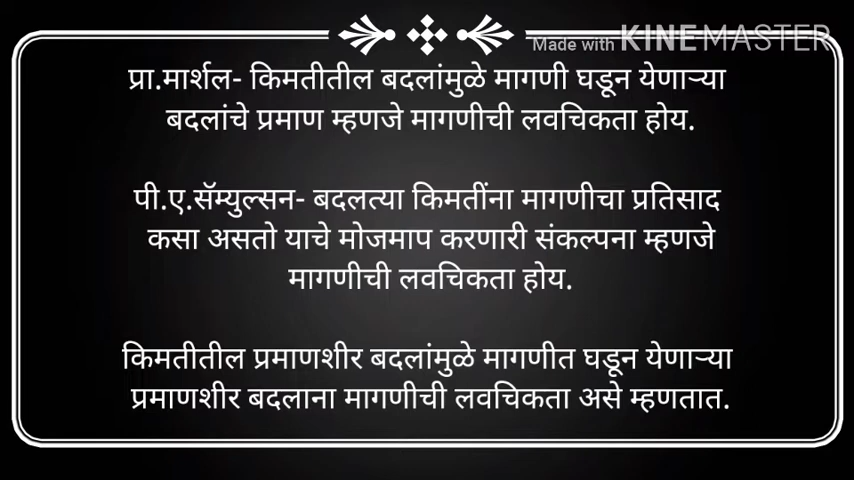 Made with KINEMASTER
प्रा.मार्शल- किमतीतील बदलांमुळे मागणी घडून येणाऱ्या
बदलांचे प्रमाण म्हणजे मागणीची लवचिकता होय.
पी.ए.सॅम्युल्सन- बदलत्या किमतींना मागणीचा प्रतिसाद
कसा असतो याचे मोजमाप करणारी संकल्पना म्हणजे
मागणीची लवचिकता होय.
किमतीतील प्रमाणशीर बदलांमुळे मागणीत घडून येणाऱ्या
प्रमाणशीर बदलाना मागणीची लवचिकता असे म्हणतात.